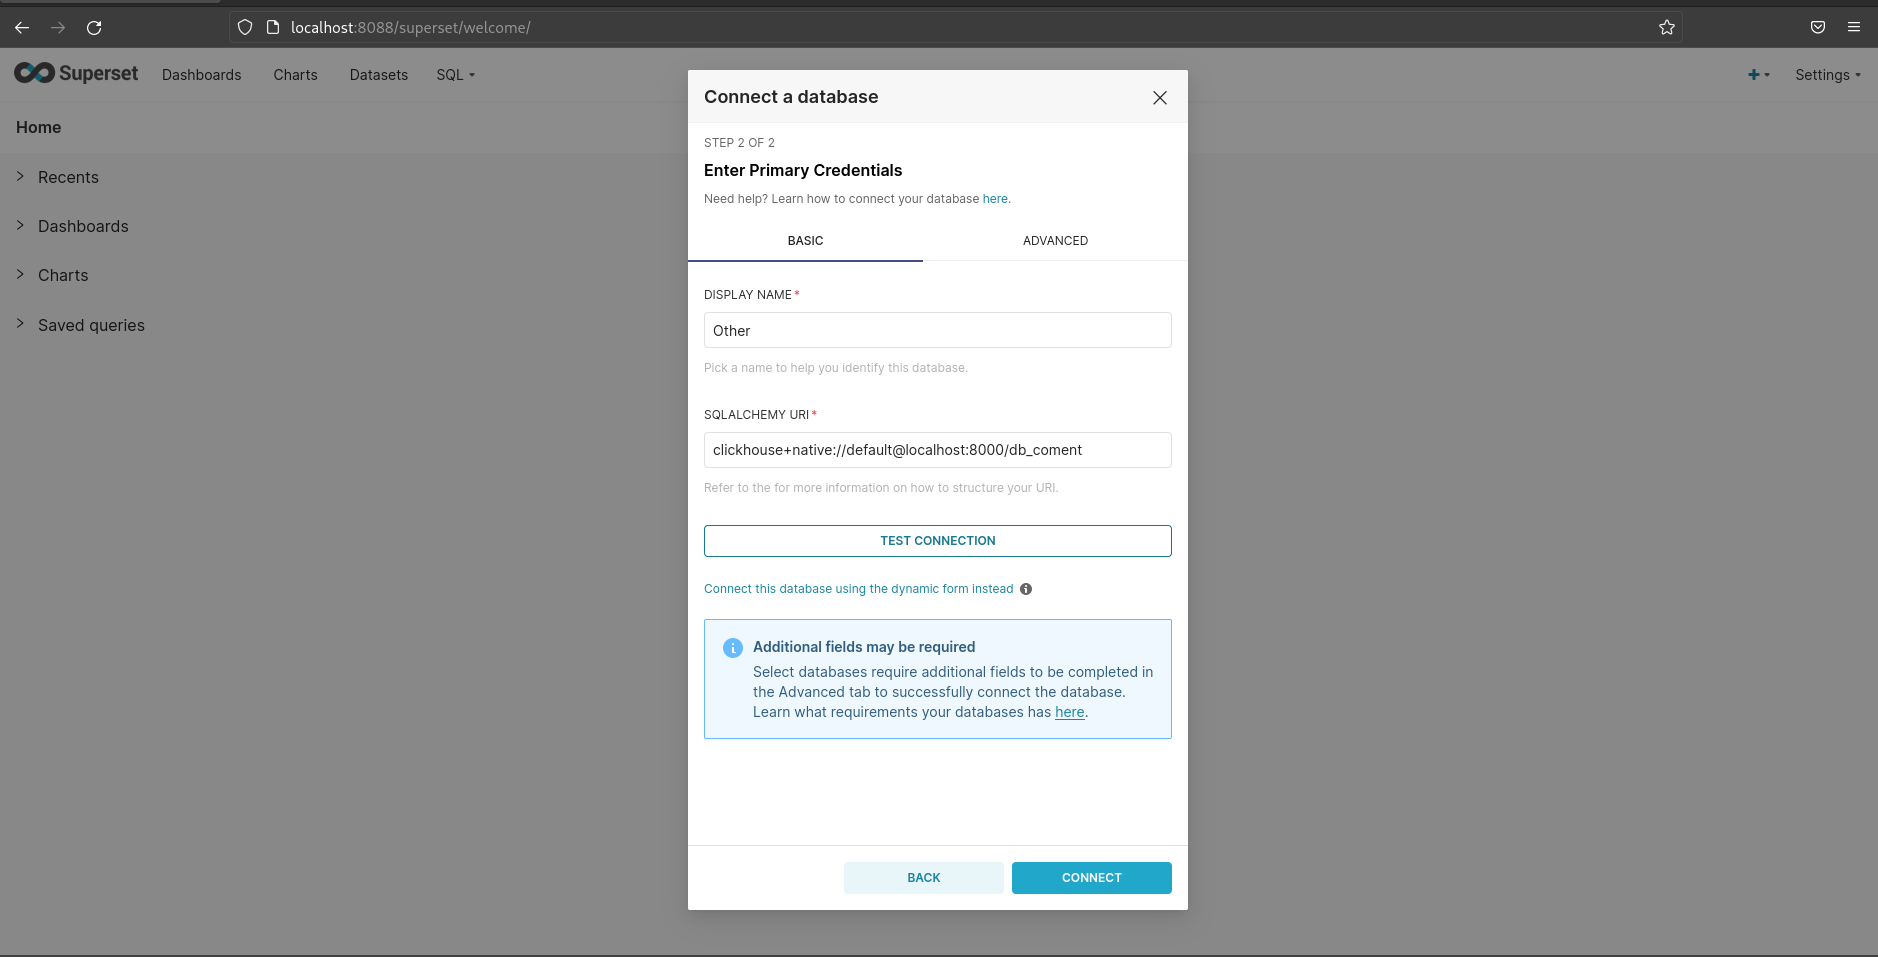 localhost:8088/superset/welcome/
Superset
Dashboards
Charts
Datasets
SQL
Settings
Home
Recents
Dashboards
Charts
Saved queries
Connect a database
STEP 2 OF 2
Enter Primary Credentials
Need help? Learn how to connect your database here.
BASIC
ADVANCED
DISPLAY NAME*
Other
Pick a name to help you identify this database.
SQLALCHEMY URI*
clickhouse+native://default@localhost:8000/db_coment
Refer to the for more information on how to structure your URI.
TEST CONNECTION
Connect this database using the dynamic form instead
Additional fields may be required
Select databases require additional fields to be completed in
the Advanced tab to successfully connect the database.
Learn what requirements your databases has here.
BACK
CONNECT